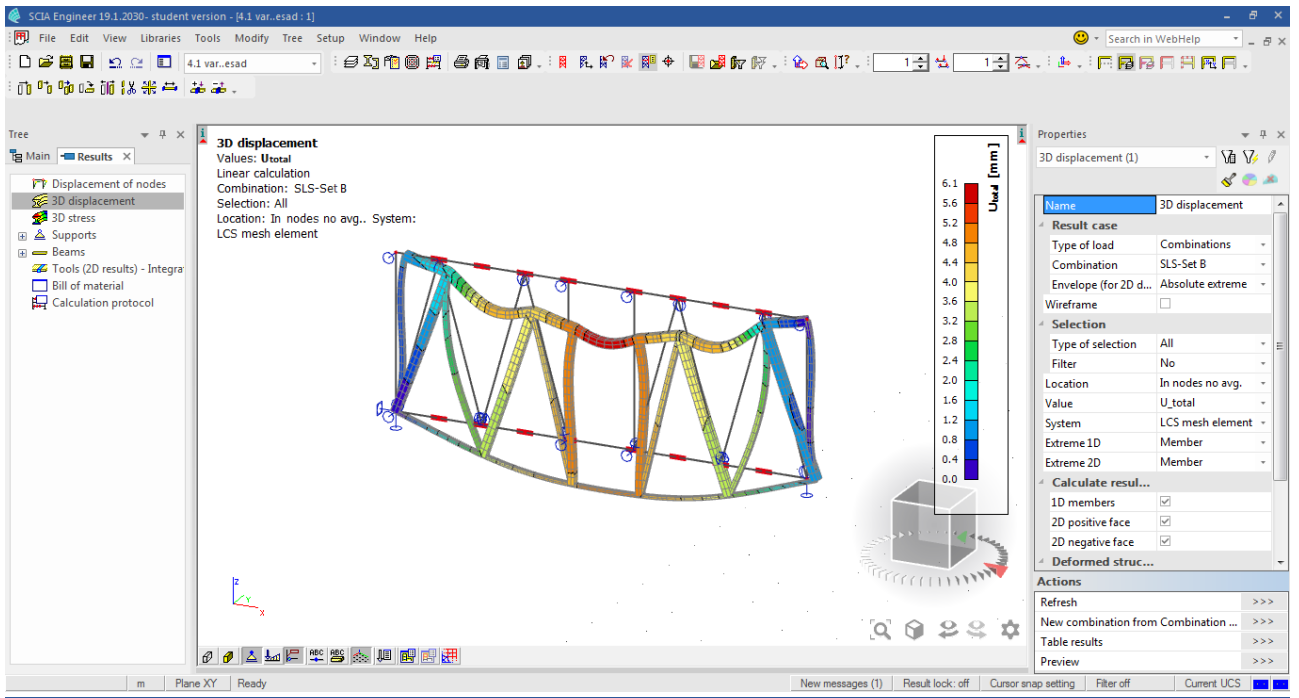 SCIA Engineer 19.1.2030- student version - [4.1 var..esad : 1]
File Edit View Libraries Tools Modify Tree Setup Window Help
Search in WebHelp
4.1 var..esad
1
1
Tree
Main Results
Displacement of nodes
3D displacement
3D stress
Supports
Beams
Tools (2D results) - Integra
Bill of material
Calculation protocol
3D displacement
Values: Utotal
Linear calculation
Combination: SLS-Set B
Selection: All
Location: In nodes no avg.. System:
LCS mesh element
Utotal [mm]
6.1
5.6
5.2
4.8
4.4
4.0
3.6
3.2
2.8
2.4
2.0
1.6
1.2
0.8
0.4
0.0
z
Y
x
ABC
ABC
Properties
3D displacement (1)
Name 3D displacement
Result case
Type of load Combinations
Combination SLS-Set B
Envelope (for 2D d... Absolute extreme
Wireframe
Selection
Type of selection All
Filter No
Location In nodes no avg.
Value U_total
System LCS mesh element
Extreme 1D Member
Extreme 2D Member
Calculate resul...
1D members
2D positive face
2D negative face
Deformed struc...
Actions
Refresh >>>
New combination from Combination ... >>>
Table results >>>
Preview >>>
m Plane XY Ready New messages (1) Result lock: off Cursor snap setting Filter off Current UCS